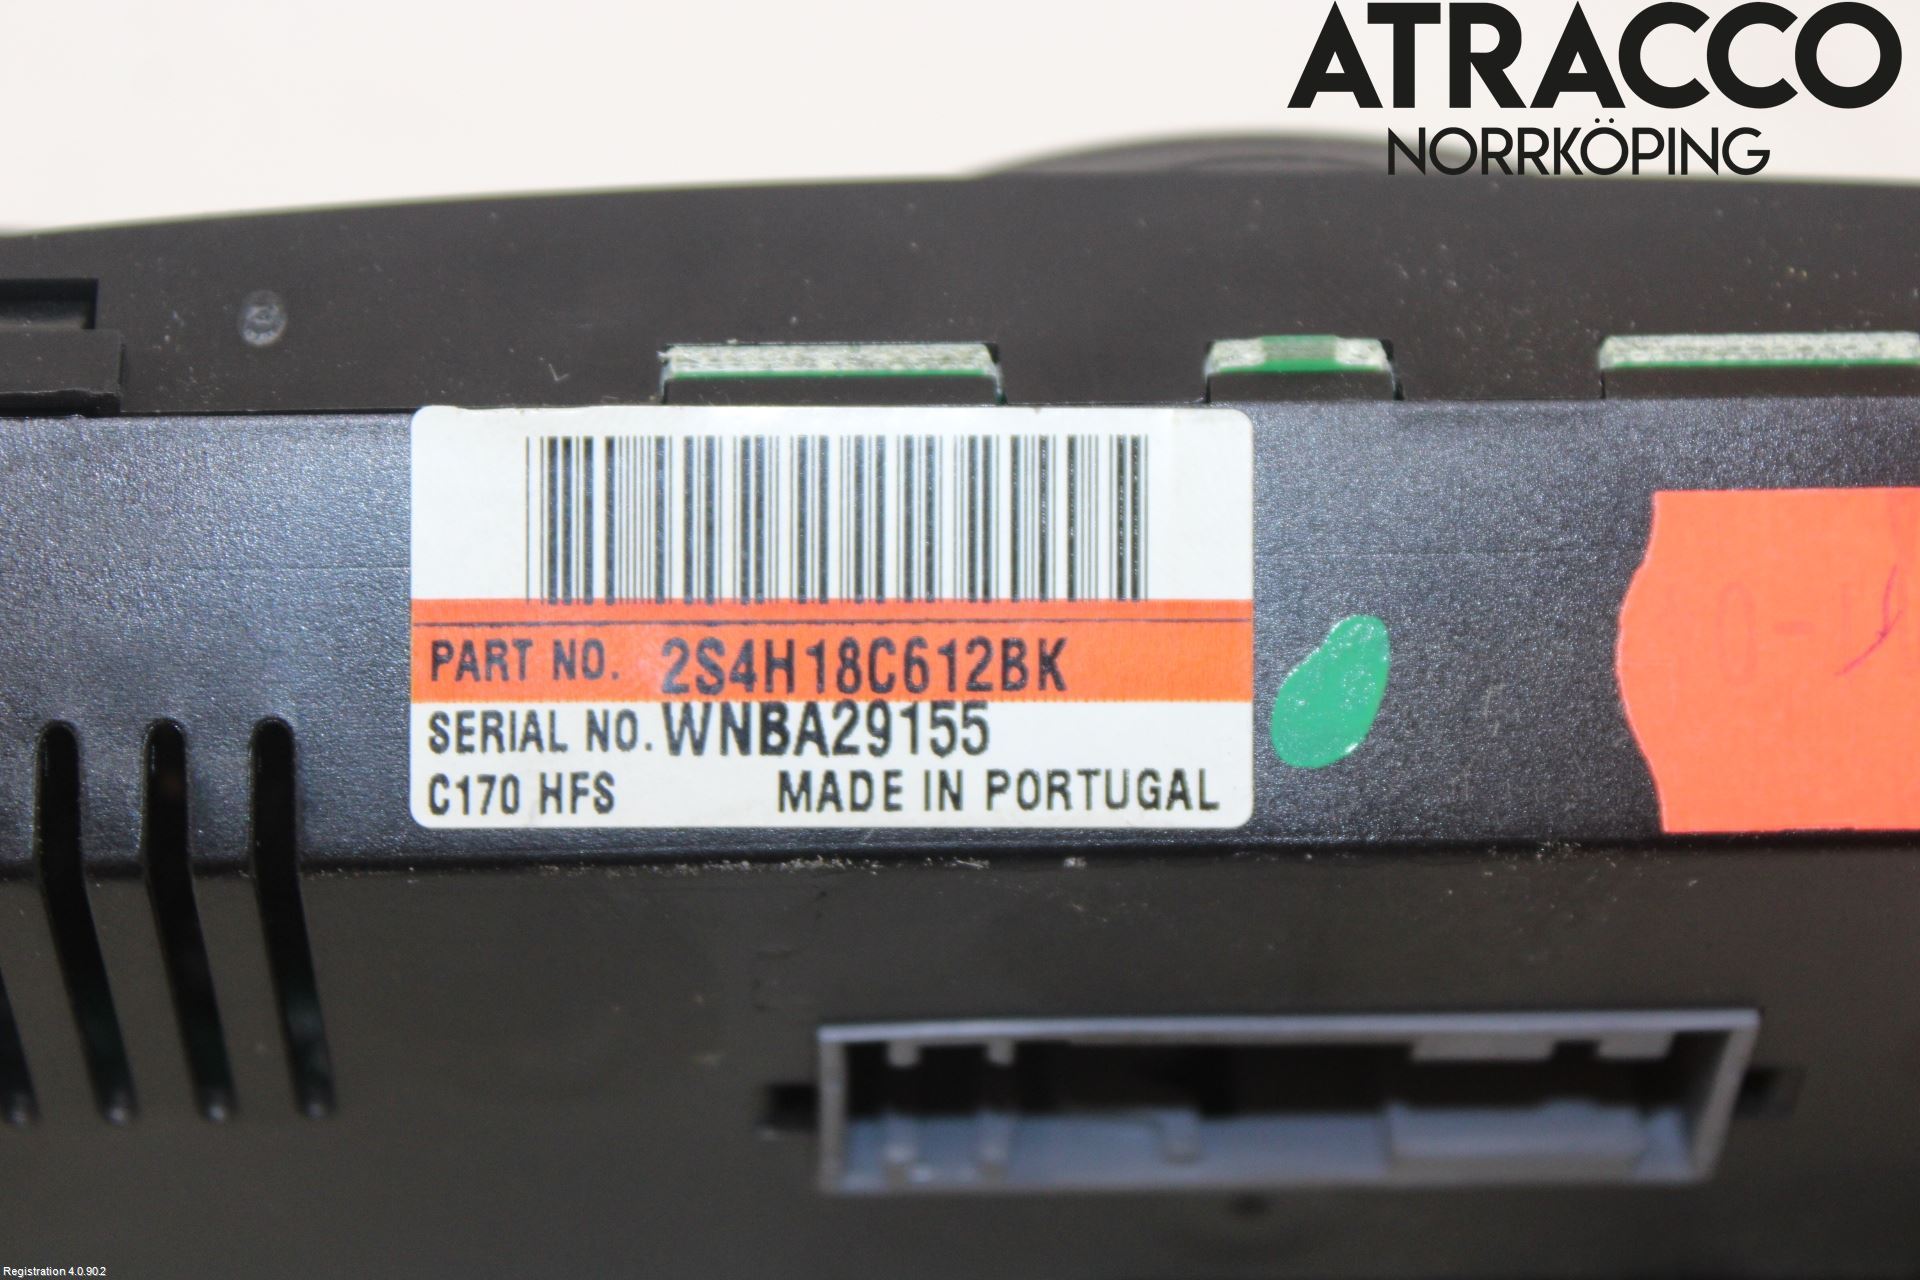 ATRACCO
NORRKÖPING
PART NO. 2S4H18C612BK
SERIAL NO. WNBA29155
C170 HFS MADE IN PORTUGAL
Registration 4.0.90.2